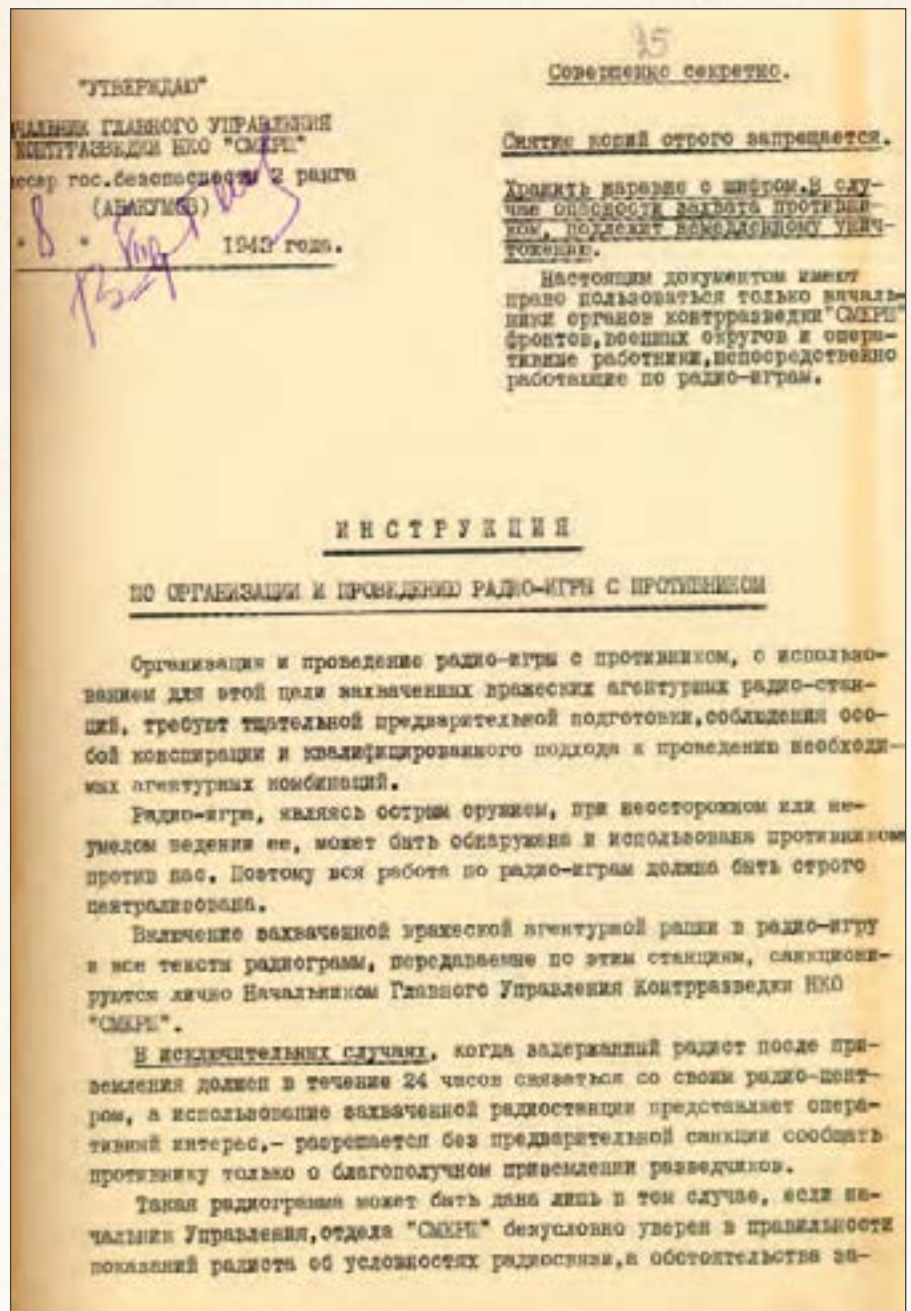 25
Совершенно секретно.
"УТВЕРЖДАЮ"
ЧАЛЬНИК ГЛАВНОГО УПРАВЛЕНИЯ
КОНТРРАЗВЕДКИ НКО "СМЕРШ"
иссар гос.безопасности 2 ранга
(АБАКУМОВ)
" 8 " 1943 года.
Снятие копий отрого запрещается.
Хранить наравне с шифром.В слу-
чае опасности захвата противни-
ком, подлежит немедленному унич-
тожению.
Настоящим документом имеют
право пользоваться только началь-
ники органов контрразведки"СМЕРШ"
фронтов,военных округов и опера-
тивные работники,непосредственно
работающие по радио-играм.
ИНСТРУКЦИЯ
ПО ОРГАНИЗАЦИИ И ПРОВЕДЕНИЮ РАДИО-ИГРЫ С ПРОТИВНИКОМ
Организация и проведение радио-игры с противником, с использо-
ванием для этой цели захваченных вражеских агентурных радио-стан-
ций, требуют тщательной предварительной подготовки,соблюдения осо-
бой конспирации и квалифицированного подхода к проведению необходи-
мых агентурных комбинаций.
Радио-игра, являясь острым оружием, при неосторожном или не-
умелом ведении ее, может быть обнаружена и использована противником
против нас. Поэтому вся работа по радио-играм должна быть строго
централизована.
Включение захваченной вражеской агентурной рации в радио-игру
и все тексты радиограмм, передаваемые по этим станциям, санкциони-
руются лично Начальником Главного Управления Контрразведки НКО
"СМЕРШ".
В исключительных случаях, когда задержанный радист после при-
земления должен в течение 24 часов связаться со своим радио-цент-
ром, а использование захваченной радиостанции представляет опера-
тивный интерес,- разрешается без предварительной санкции сообщать
противнику только о благополучном приземлении разведчиков.
Такая радиограмма может быть дана лишь в том случае, если на-
чальник Управления,отдела "СМЕРШ" безусловно уверен в правильности
показаний радиста об условностях радиосвязи,а обстоятельства за-